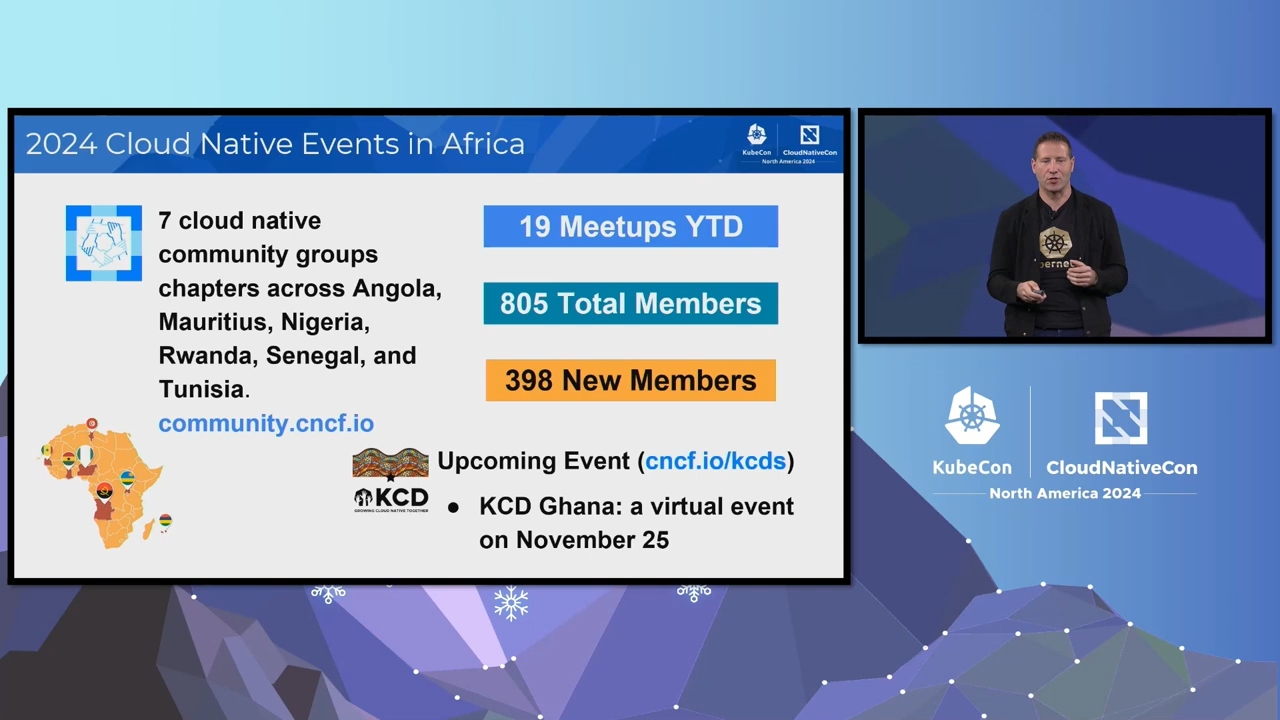 2024 Cloud Native Events in Africa
KubeCon
CloudNativeCon
North America 2024
7 cloud native
community groups
chapters across Angola,
Mauritius, Nigeria,
Rwanda, Senegal, and
Tunisia.
community.cncf.io
19 Meetups YTD
805 Total Members
398 New Members
KCD
GROWING CLOUD NATIVE TOGETHER
Upcoming Event (cncf.io/kcds)
● KCD Ghana: a virtual event
on November 25
KubeCon
CloudNativeCon
North America 2024